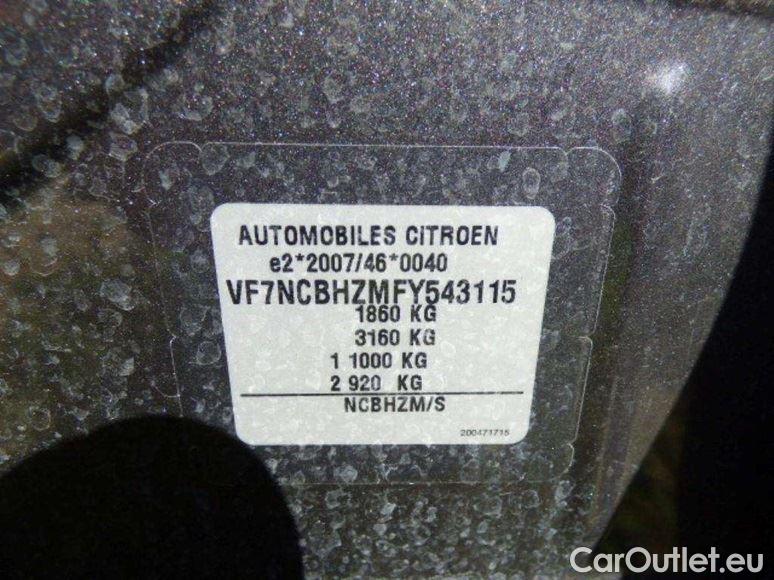 AUTOMOBILES CiTROEN
e2*2007/46*0040
VF7NCBHZMFY543115
1860 KG
3160 KG
1 1000 KG
2 920 KG
NCBHZM/S
200471715
CarOutlet.eu